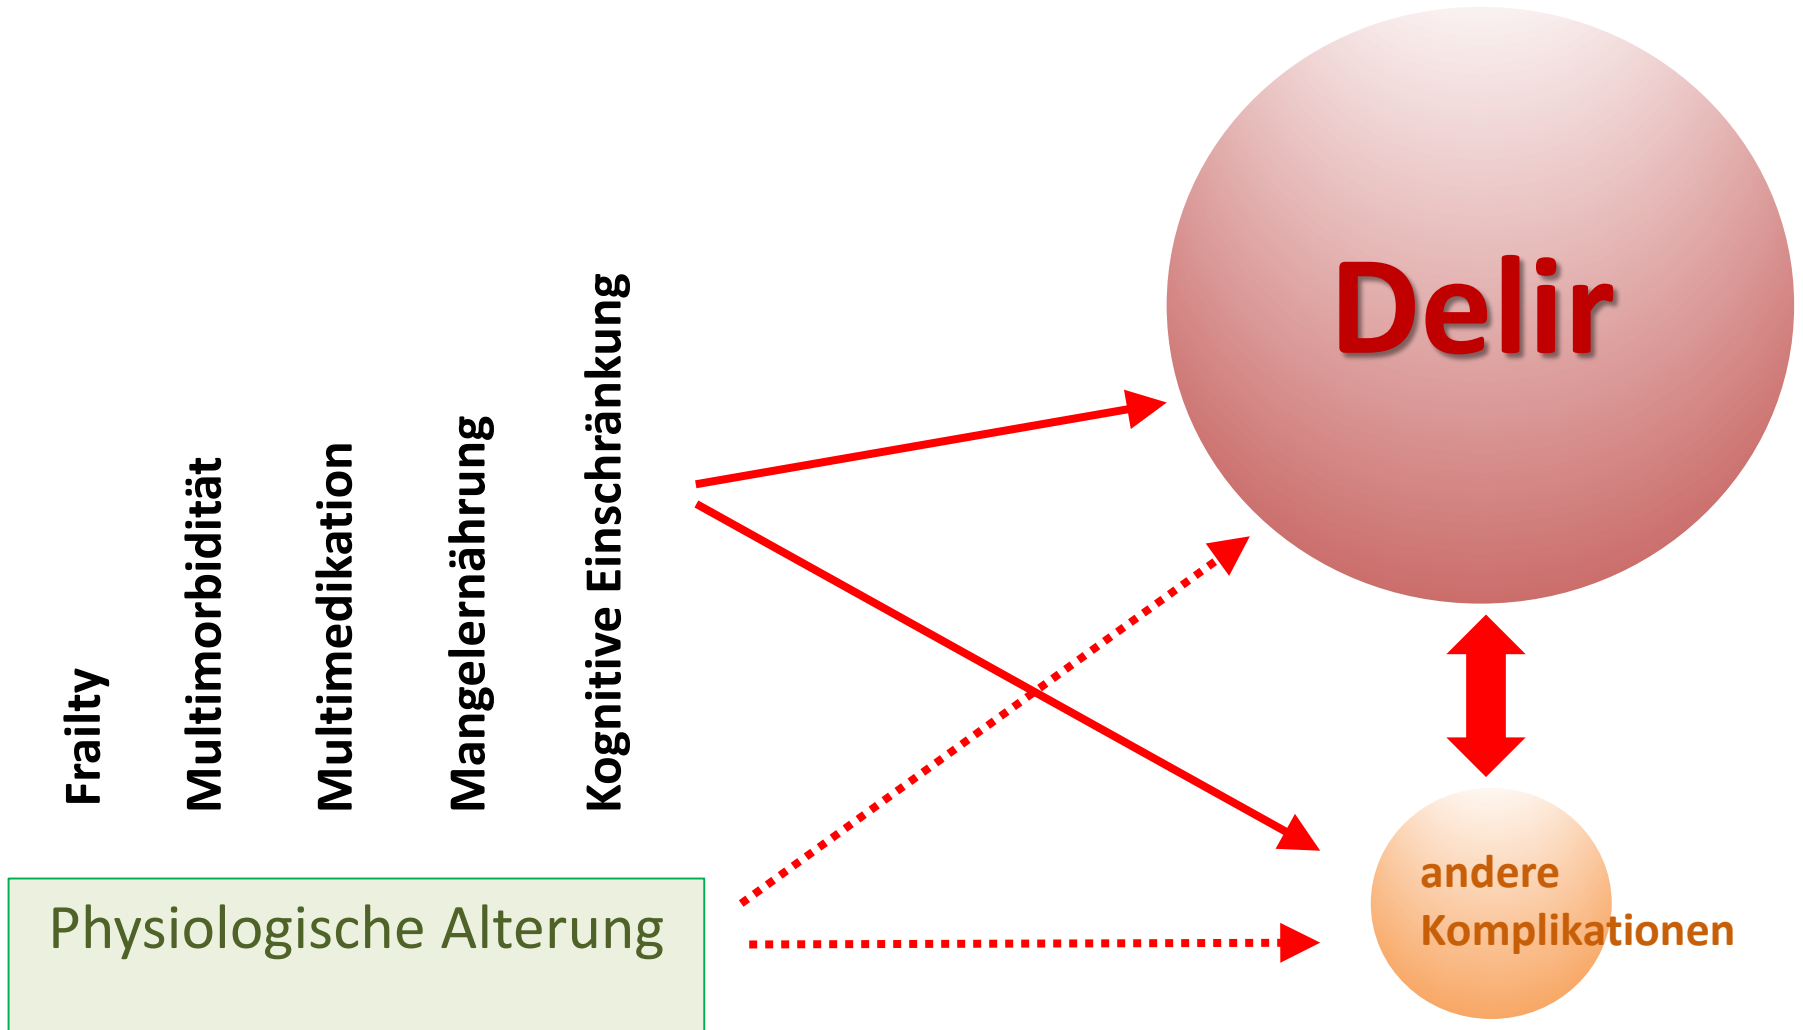 Frailty
Multimorbidität
Multimedikation
Mangelernährung
Kognitive Einschränkung
Physiologische Alterung
Delir
andere
Komplikationen